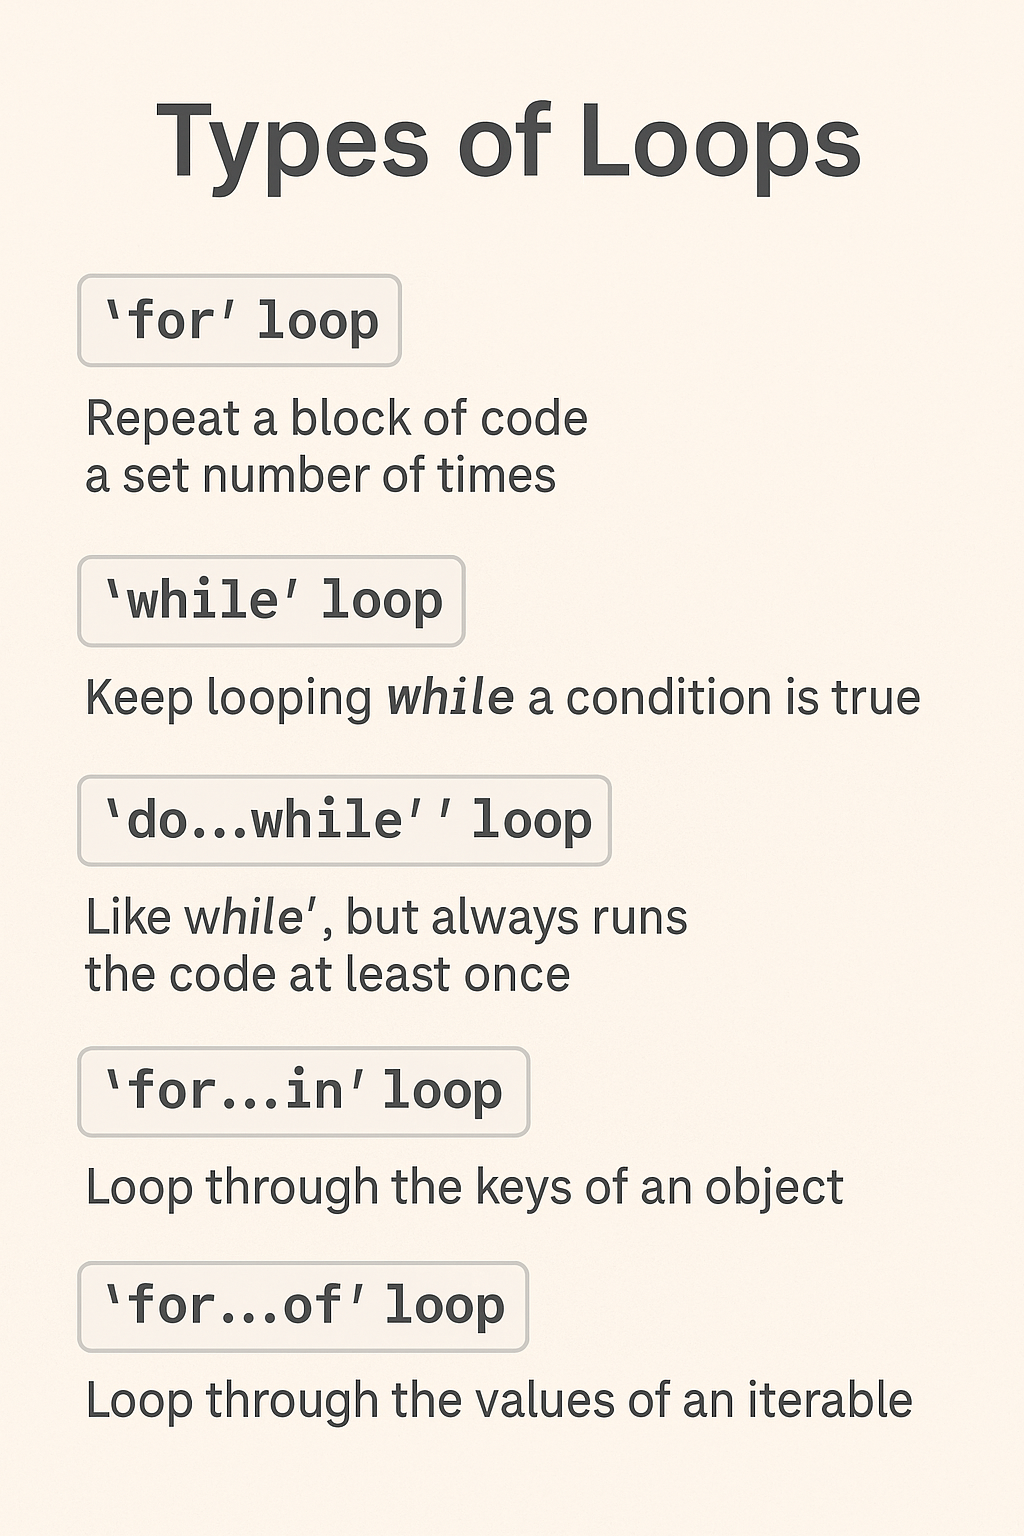 Types of Loops
‵for′ loop
Repeat a block of code
a set number of times
‵while′ loop
Keep looping while a condition is true
‵do...while′′ loop
Like while′, but always runs
the code at least once
‵for...in′ loop
Loop through the keys of an object
‵for...of′ loop
Loop through the values of an iterable